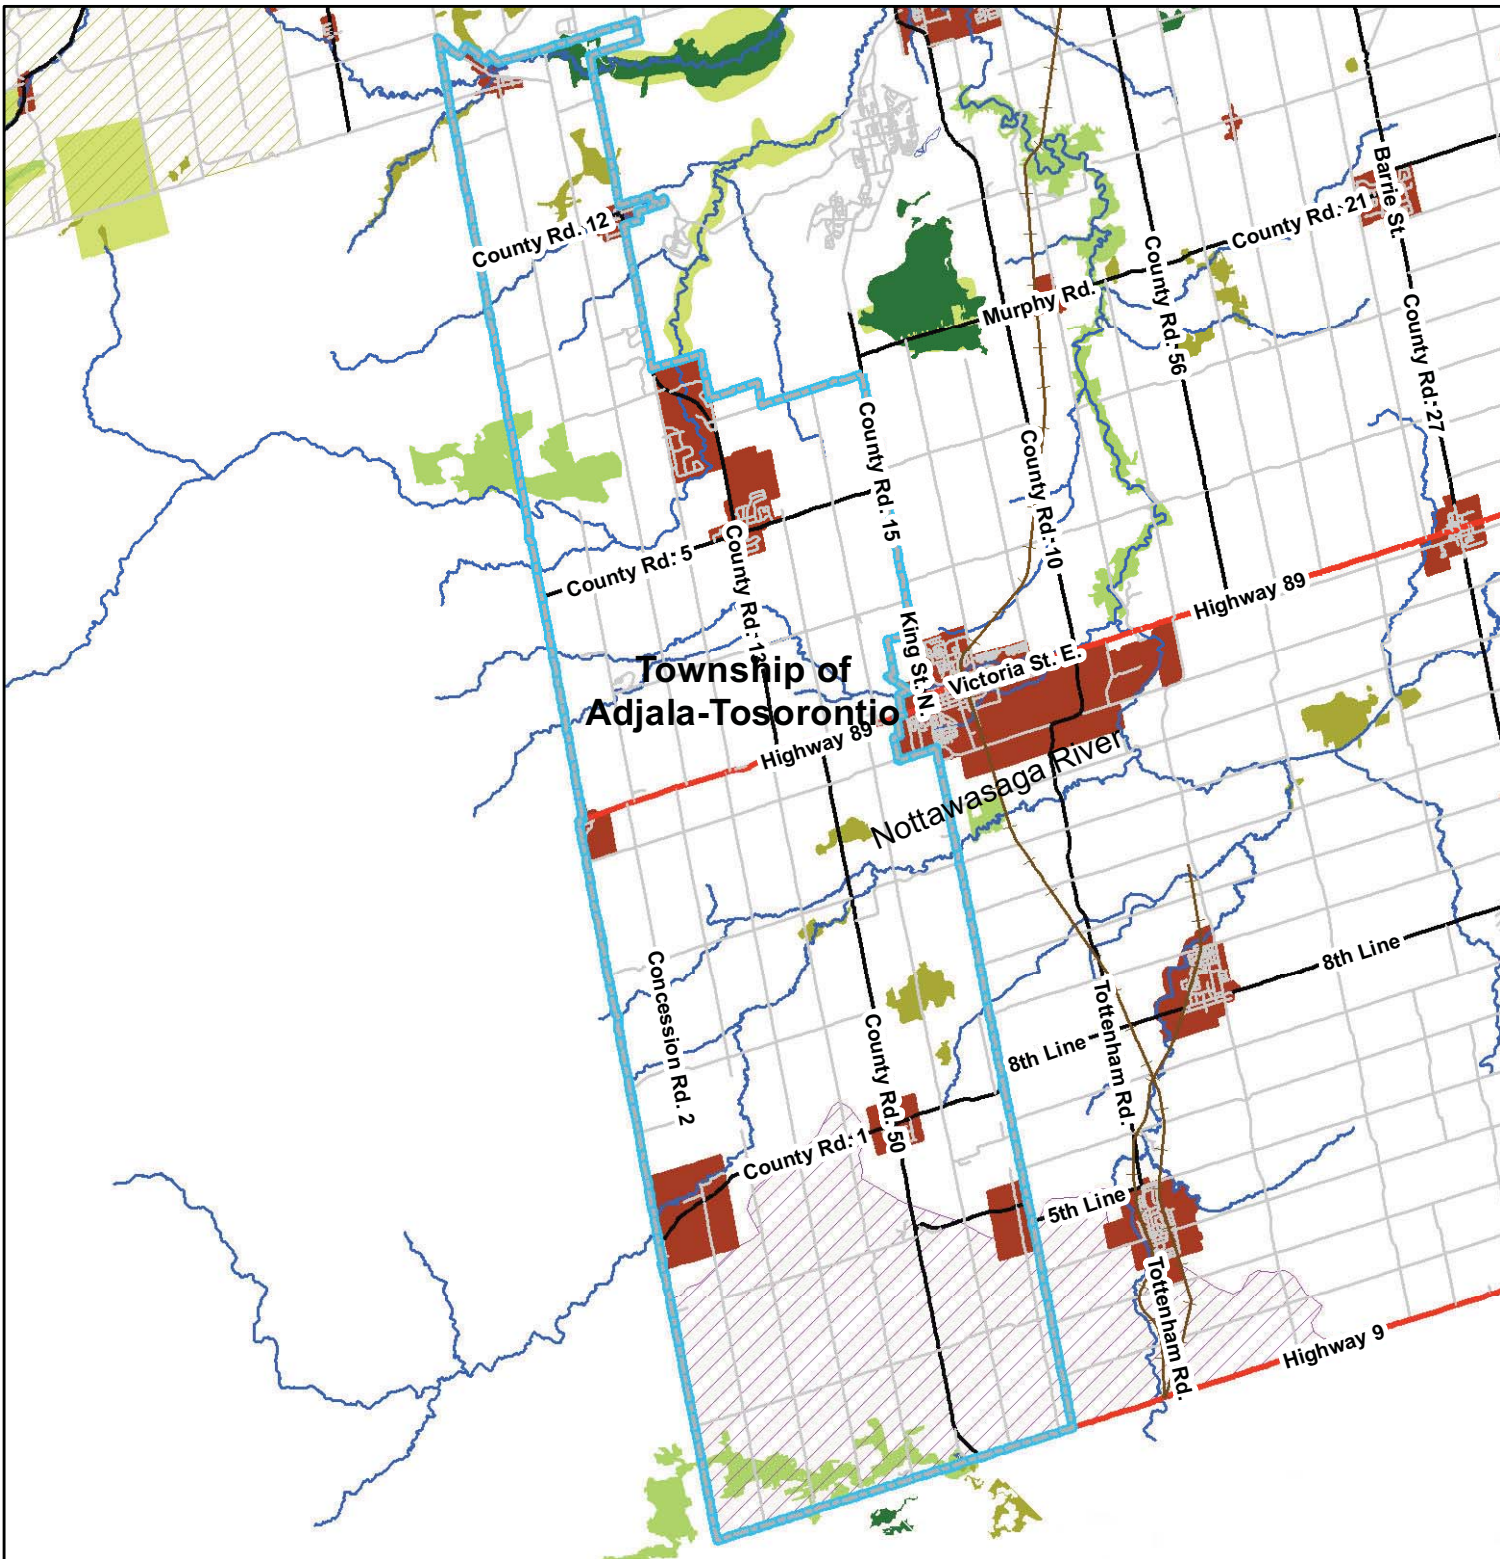 County Rd. 12
Barrie St.
County Rd. 21
Murphy Rd.
County Rd. 56
County Rd. 27
County Rd. 15
County Rd. 10
County Rd. 5
County Rd. 13
Highway 89
King St. N.
Victoria St. E.
Township of
Adjala-Tosorontio
Highway 89
Nottawasaga River
Concession Rd. 2
8th Line
8th Line
Tottenham Rd.
County Rd. 50
County Rd. 1
5th Line
Tottenham Rd.
Highway 9